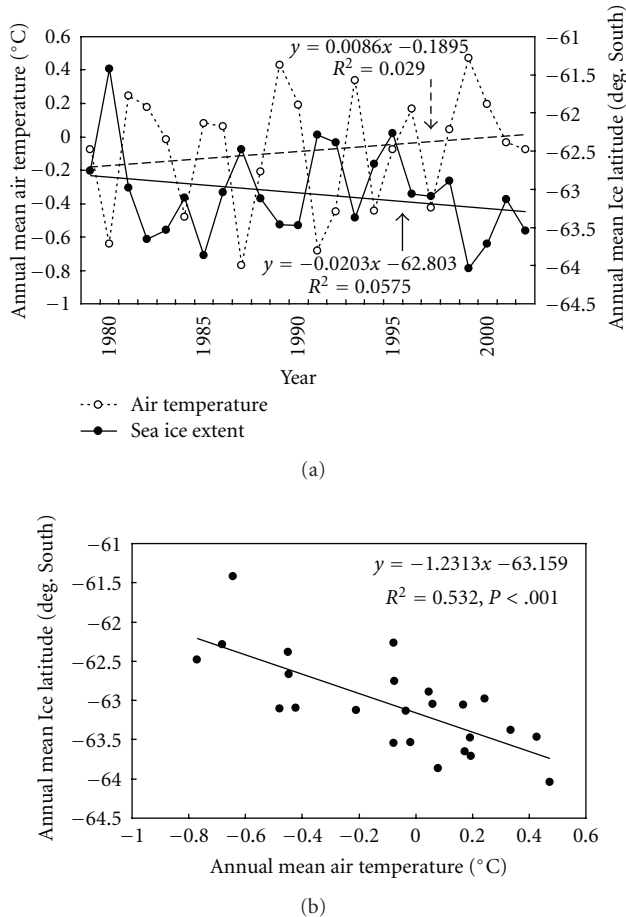 0.6
0.4
0.2
0
−0.2
−0.4
−0.6
−0.8
−1
Annual mean air temperature (°C)
y = 0.0086x −0.1895
R² = 0.029
y = −0.0203x −62.803
R² = 0.0575
−61
−61.5
−62
−62.5
−63
−63.5
−64
−64.5
Annual mean Ice latitude (deg. South)
1980
1985
1990
1995
2000
Year
Air temperature
Sea ice extent
(a)
Annual mean Ice latitude (deg. South)
−61
−61.5
−62
−62.5
−63
−63.5
−64
−64.5
y = −1.2313x −63.159
R² = 0.532, P < .001
−1 −0.8 −0.6 −0.4 −0.2 0 0.2 0.4 0.6
Annual mean air temperature (°C)
(b)